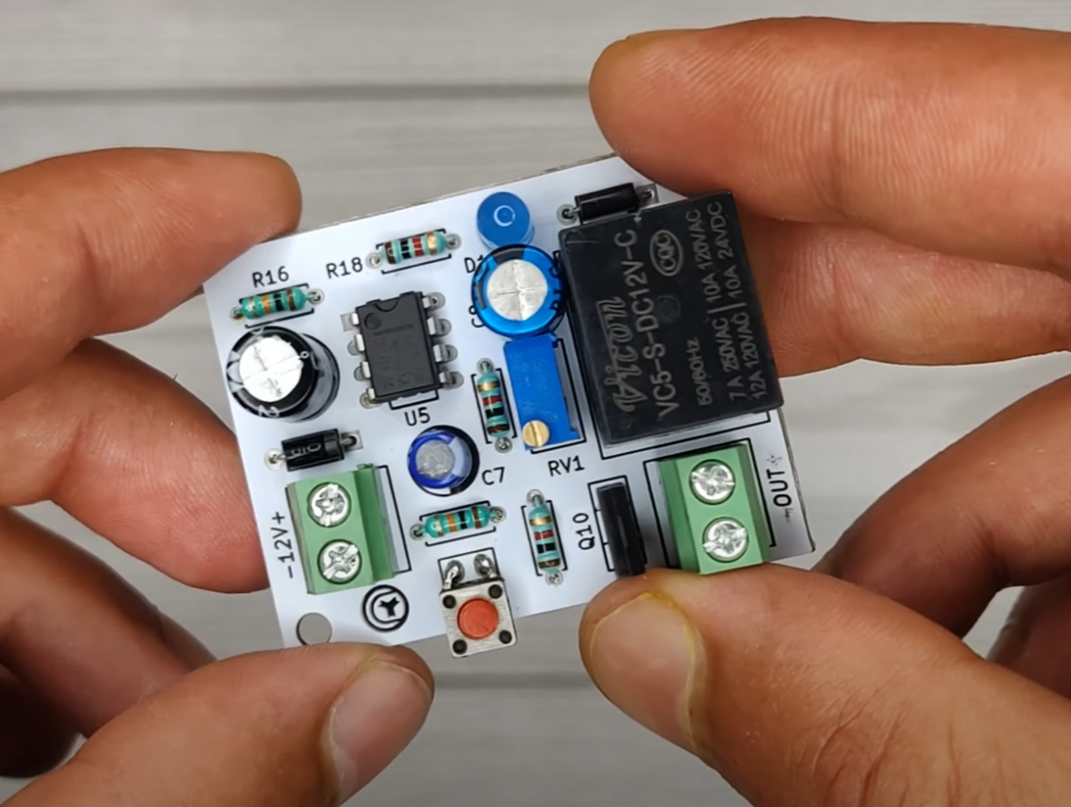 R16
R18
D1
U5
C7
RV1
Q10
-12V+
- OUT +
Vicon
VC5-S-DC12V-C
CQC
50/60Hz
7A 250VAC | 10A 120VAC
12A 120VAC | 10A 24VDC